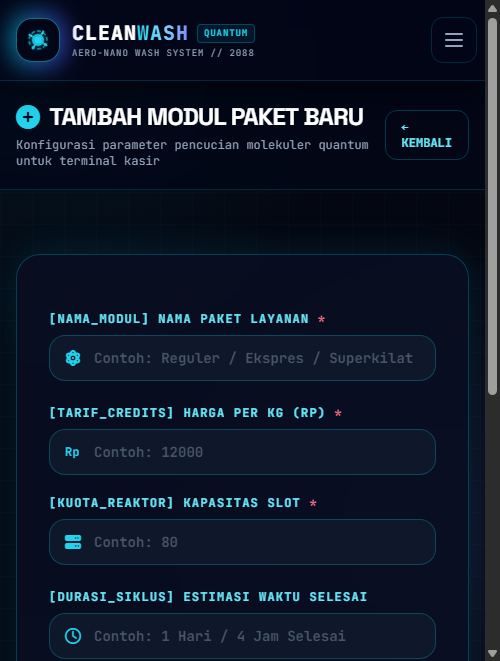 CLEANWASH QUANTUM
AERO-NANO WASH SYSTEM // 2088
TAMBAH MODUL PAKET BARU
Konfigurasi parameter pencucian molekuler quantum
untuk terminal kasir
←
KEMBALI
[NAMA_MODUL] NAMA PAKET LAYANAN *
Contoh: Reguler / Ekspres / Superkilat
[TARIF_CREDITS] HARGA PER KG (RP) *
Rp Contoh: 12000
[KUOTA_REAKTOR] KAPASITAS SLOT *
Contoh: 80
[DURASI_SIKLUS] ESTIMASI WAKTU SELESAI
Contoh: 1 Hari / 4 Jam Selesai